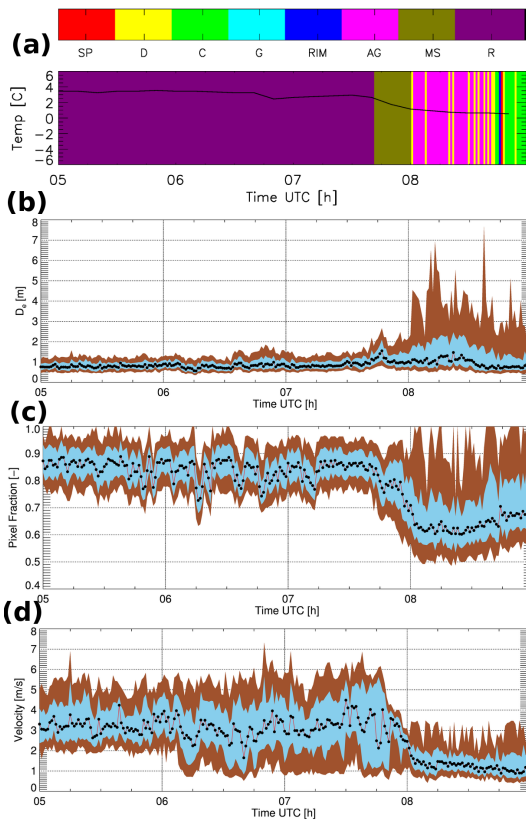 (a)
SP D C G RIM AG MS R
Temp [C]
6
4
2
0
−2
−4
−6
05 06 07 08
Time UTC [h]
(b)
De [m]
8
7
6
5
4
3
2
1
0
05 06 07 08
Time UTC [h]
(c)
Pixel Fraction [-]
1.0
0.9
0.8
0.7
0.6
0.5
0.4
05 06 07 08
Time UTC [h]
(d)
Velocity [m/s]
8
7
6
5
4
3
2
1
0
05 06 07 08
Time UTC [h]